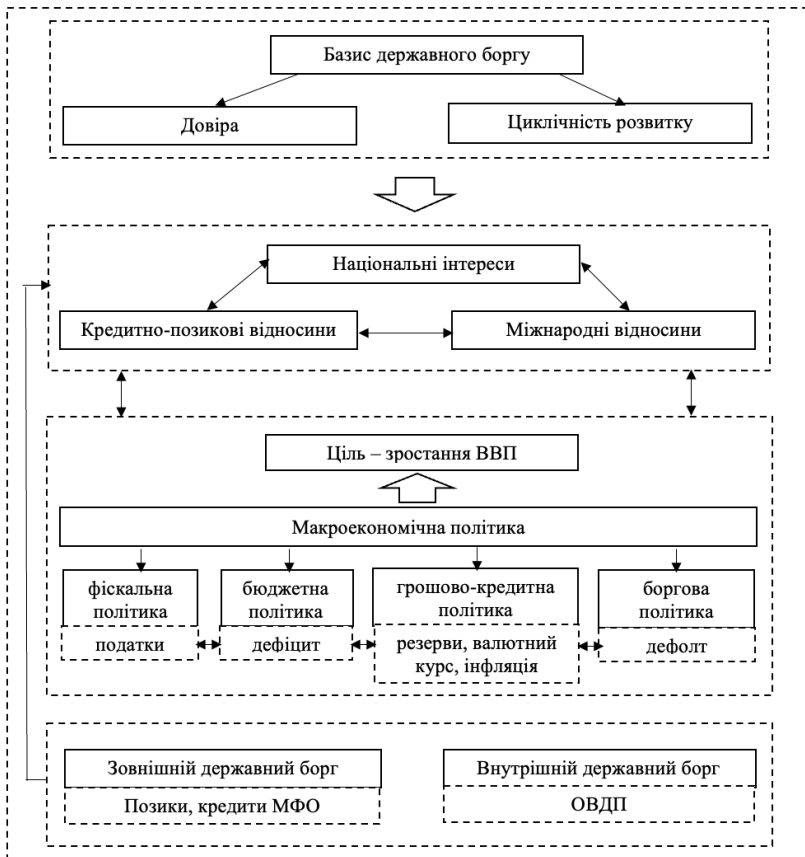 Базис державного боргу
Довіра
Циклічність розвитку
Національні інтереси
Кредитно-позикові відносини
Міжнародні відносини
Ціль – зростання ВВП
Макроекономічна політика
фіскальна
політика
податки
бюджетна
політика
дефіцит
грошово-кредитна
політика
резерви, валютний
курс, інфляція
боргова
політика
дефолт
Зовнішній державний борг
Позики, кредити МФО
Внутрішній державний борг
ОВДП